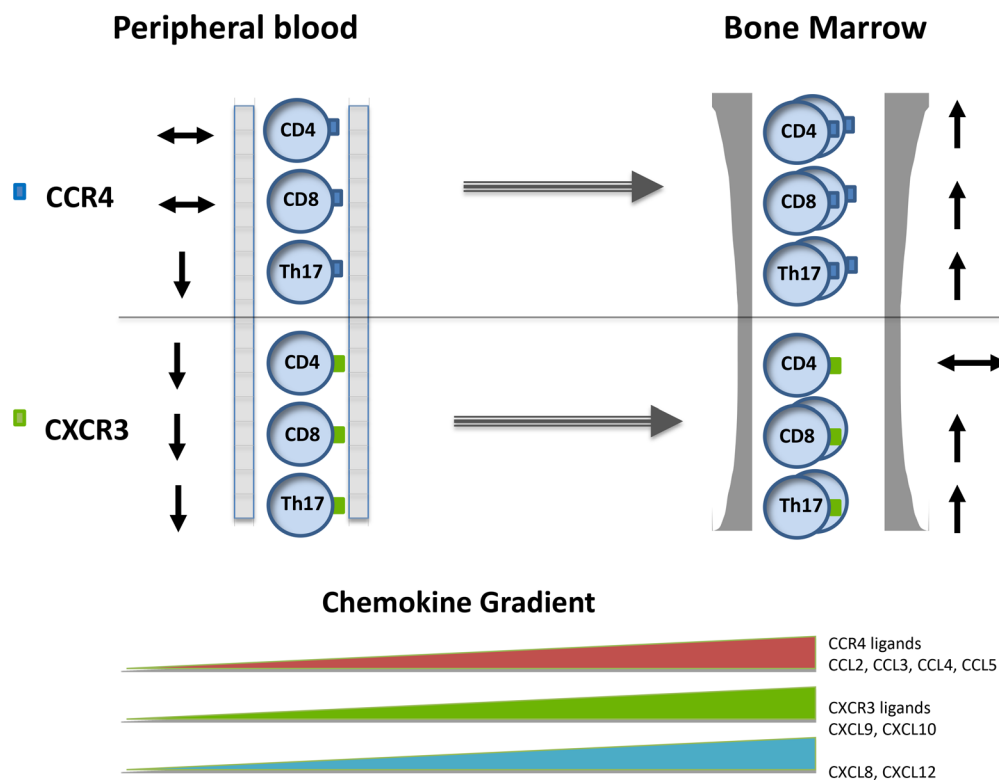 Peripheral blood
Bone Marrow
CCR4
CD4
CD8
Th17
CD4
CD8
Th17
CXCR3
CD4
CD8
Th17
CD4
CD8
Th17
Chemokine Gradient
CCR4 ligands
CCL2, CCL3, CCL4, CCL5
CXCR3 ligands
CXCL9, CXCL10
CXCL8, CXCL12